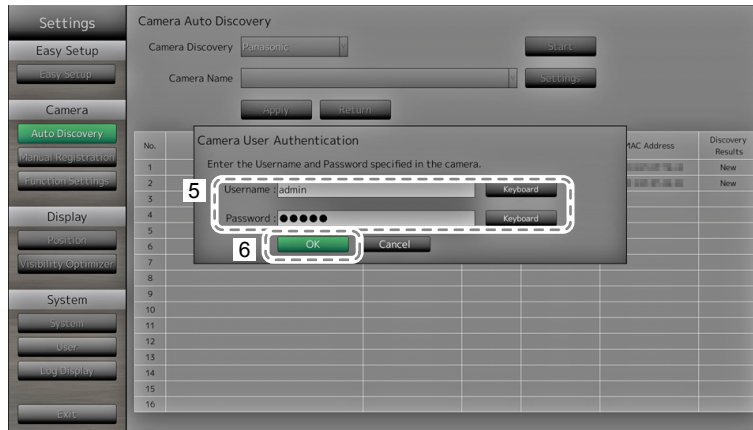 Settings
Easy Setup
Easy Setup
Camera
Auto Discovery
Manual Registration
Function Settings
Display
Position
Visibility Optimizer
System
System
User
Log Display
Exit
Camera Auto Discovery
Camera Discovery Panasonic Start
Camera Name Settings
Apply Return
No. MAC Address Discovery Results
1 New
2 New
3
4
5
6
7
8
9
10
11
12
13
14
15
16
Camera User Authentication
Enter the Username and Password specified in the camera.
5 Username : admin Keyboard
Password : ●●●●● Keyboard
6 OK Cancel